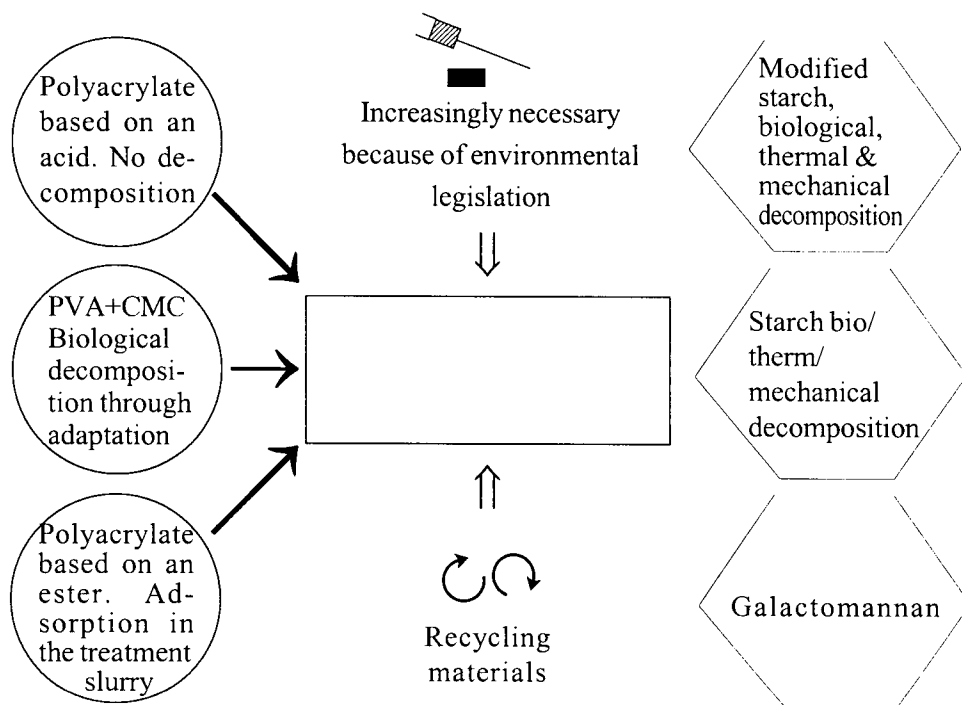 Polyacrylate
based on an
acid. No de-
composition
Increasingly necessary
because of environmental
legislation
Modified
starch,
biological,
thermal &
mechanical
decomposition
PVA+CMC
Biological
decomposi-
tion through
adaptation
Starch bio/
therm/
mechanical
decomposition
Polyacrylate
based on an
ester. Ad-
sorption in
the treatment
slurry
Recycling
materials
Galactomannan